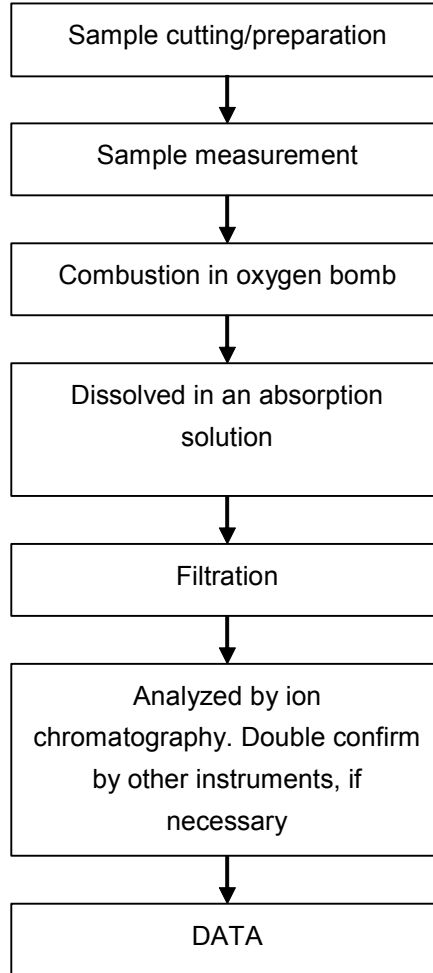 Sample cutting/preparation
Sample measurement
Combustion in oxygen bomb
Dissolved in an absorption
solution
Filtration
Analyzed by ion
chromatography. Double confirm
by other instruments, if
necessary
DATA